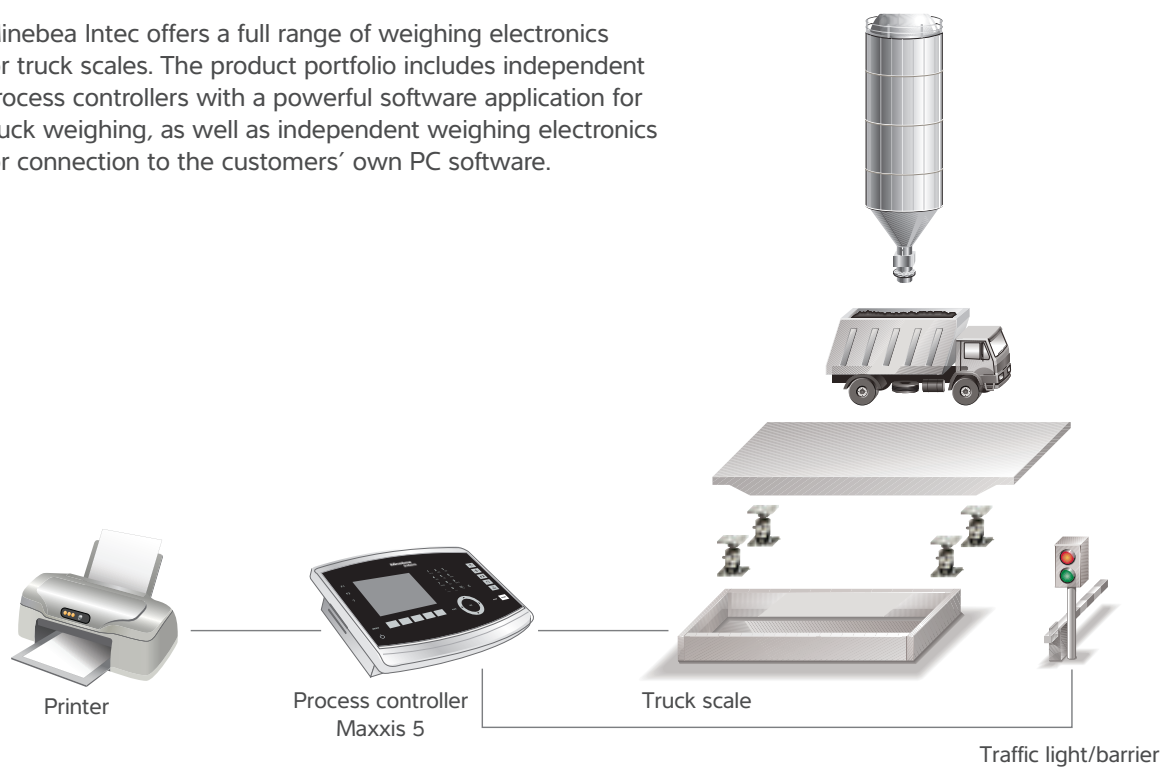 inebea Intec offers a full range of weighing electronics
r truck scales. The product portfolio includes independent
rocess controllers with a powerful software application for
uck weighing, as well as independent weighing electronics
r connection to the customers´ own PC software.
Printer
Process controller
Maxxis 5
Truck scale
Traffic light/barrier